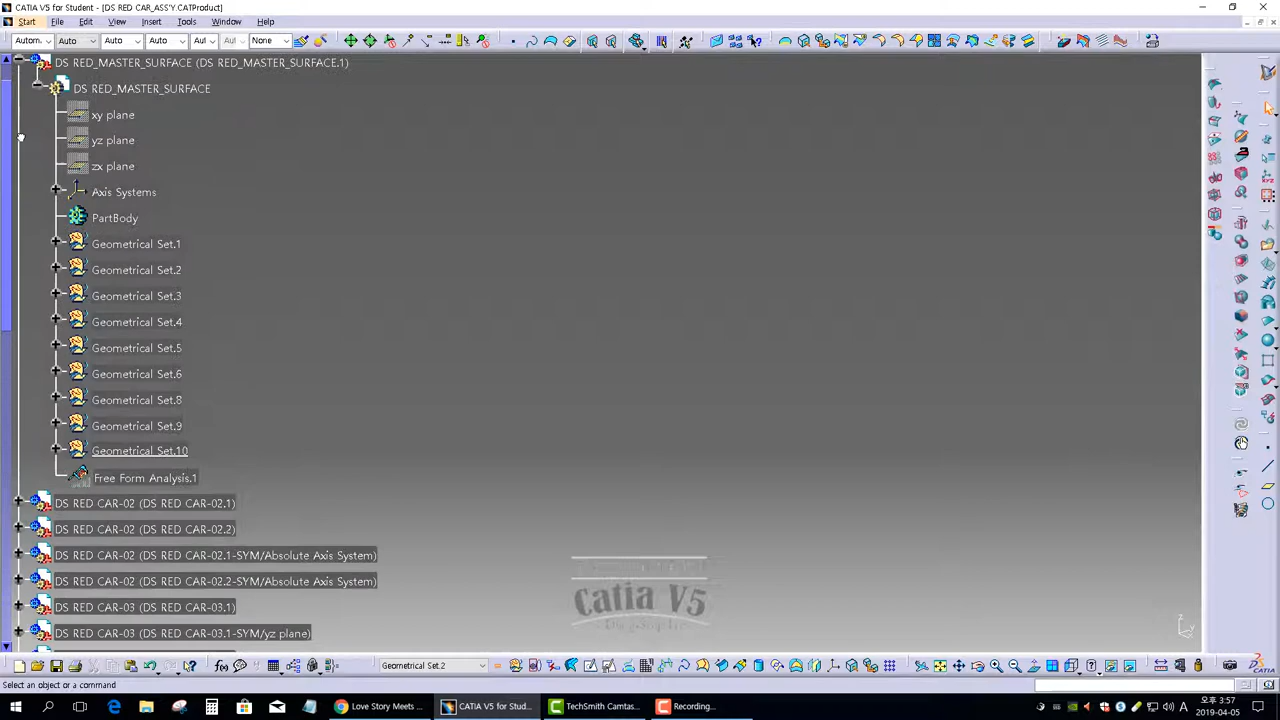 CATIA V5 for Student - [DS RED CAR_ASS'Y.CATProduct]
Start File Edit View Insert Tools Window Help
Autom. Auto Auto Auto Aut Aut None
DS RED_MASTER_SURFACE (DS RED_MASTER_SURFACE.1)
DS RED_MASTER_SURFACE
xy plane
yz plane
zx plane
Axis Systems
PartBody
Geometrical Set.1
Geometrical Set.2
Geometrical Set.3
Geometrical Set.4
Geometrical Set.5
Geometrical Set.6
Geometrical Set.8
Geometrical Set.9
Geometrical Set.10
Free Form Analysis.1
DS RED CAR-02 (DS RED CAR-02.1)
DS RED CAR-02 (DS RED CAR-02.2)
DS RED CAR-02 (DS RED CAR-02.1-SYM/Absolute Axis System)
DS RED CAR-02 (DS RED CAR-02.2-SYM/Absolute Axis System)
DS RED CAR-03 (DS RED CAR-03.1)
DS RED CAR-03 (DS RED CAR-03.1-SYM/yz plane)
Catia V5
Geometrical Set.2
Select an object or a command
Love Story Meets ... CATIA V5 for Stud... TechSmith Camtas... Recording...
A 오후 3:57
2019-04-05